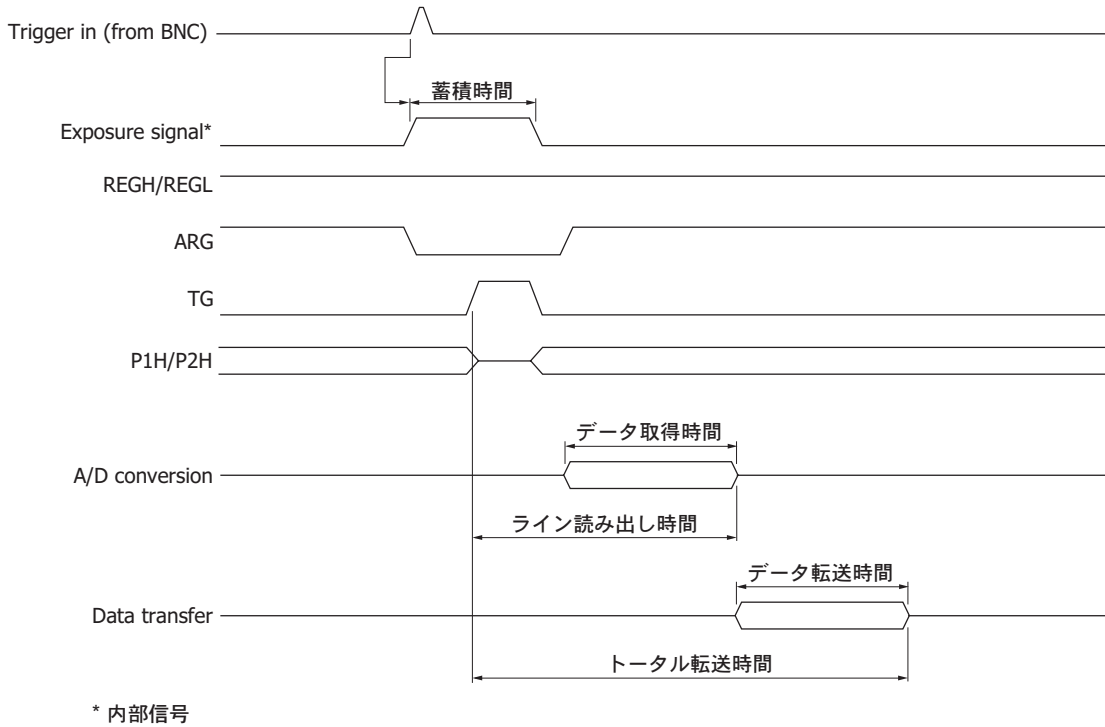 Trigger in (from BNC)
蓄積時間
Exposure signal*
REGH/REGL
ARG
TG
P1H/P2H
データ取得時間
A/D conversion
ライン読み出し時間
データ転送時間
Data transfer
トータル転送時間
* 内部信号